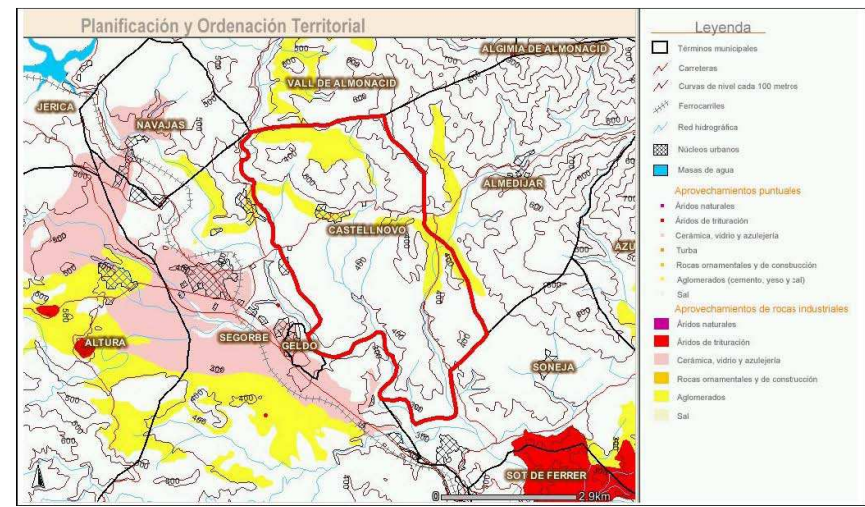 Planificación y Ordenación Territorial
ALGIMIA DE ALMONACID
VALL DE ALMONACID
JERICA
NAVAJAS
ALMEDIJAR
CASTELLNOVO
AZU
SEGORBE
GELDO
ALTURA
SONEJA
SOT DE FERRER
0
2.9km
Leyenda
Términos municipales
Carreteras
Curvas de nivel cada 100 metros
Ferrocarriles
Red hidrográfica
Núcleos urbanos
Masas de agua
Aprovechamientos puntuales
Áridos naturales
Áridos de trituración
Cerámica, vidrio y azulejería
Turba
Rocas ornamentales y de construcción
Aglomerados (cemento, yeso y cal)
Sal
Aprovechamientos de rocas industriales
Áridos naturales
Áridos de trituración
Cerámica, vidrio y azulejería
Rocas ornamentales y de construcción
Aglomerados
Sal